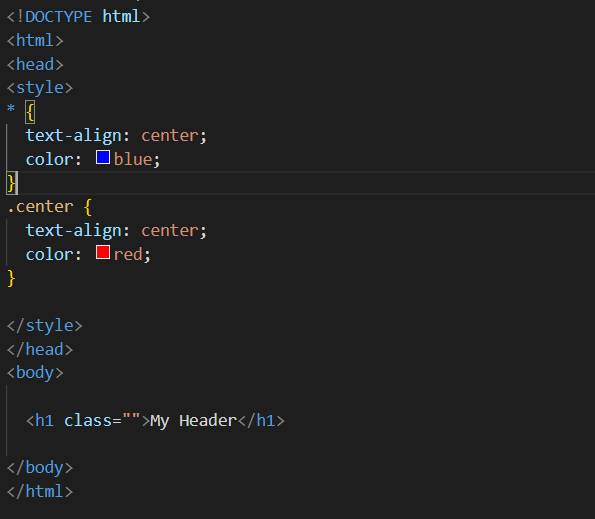 <!DOCTYPE html>
<html>
<head>
<style>
* {
  text-align: center;
  color: blue;
}
.center {
  text-align: center;
  color: red;
}
</style>
</head>
<body>
  <h1 class="">My Header</h1>
</body>
</html>